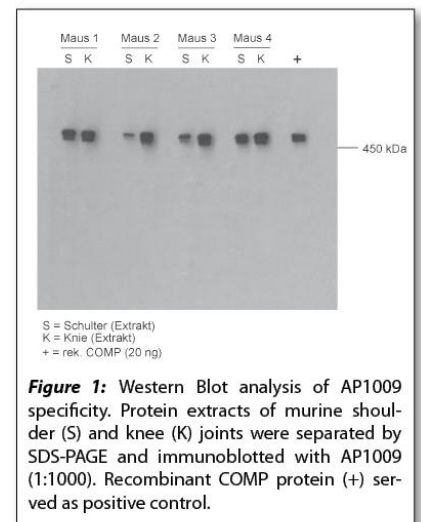 Maus 1 Maus 2 Maus 3 Maus 4
S K S K S K S K +
450 kDa
S = Schulter (Extrakt)
K = Knie (Extrakt)
+ = rek. COMP (20 ng)
Figure 1: Western Blot analysis of AP1009
specificity. Protein extracts of murine shoul-
der (S) and knee (K) joints were separated by
SDS-PAGE and immunoblotted with AP1009
(1:1000). Recombinant COMP protein (+) ser-
ved as positive control.